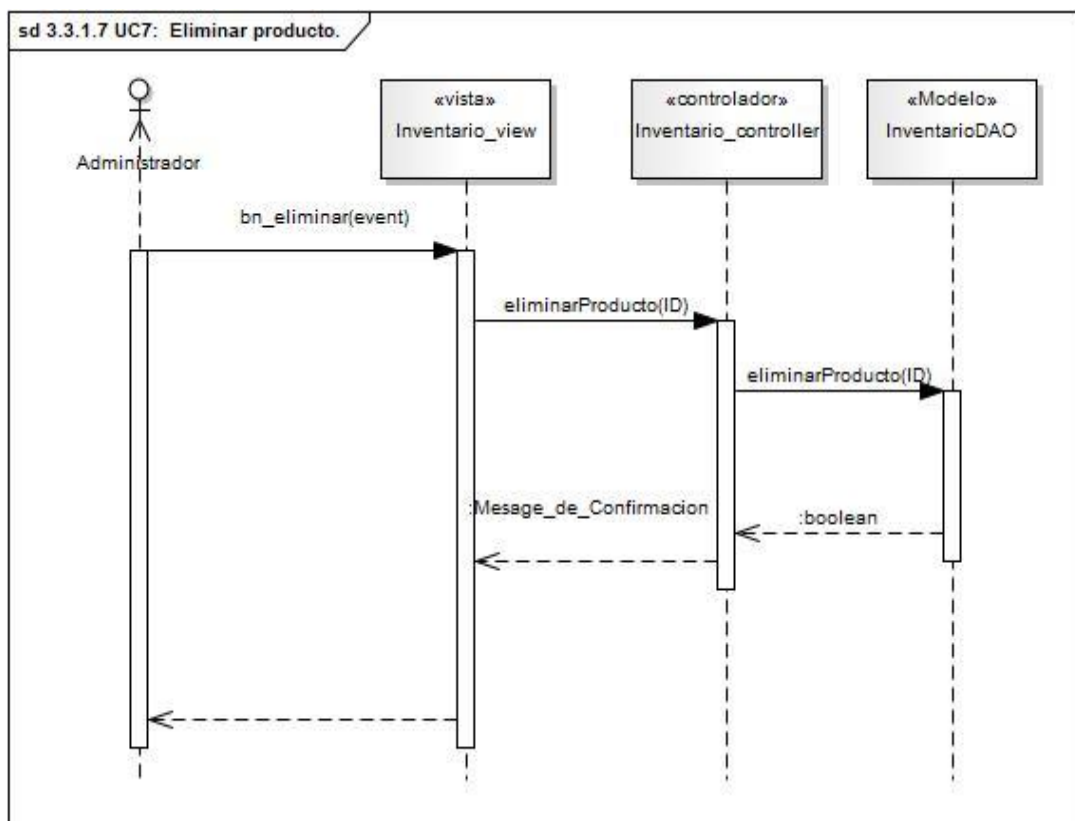 sd 3.3.1.7 UC7: Eliminar producto.
«vista»
Inventario_view
«controlador»
Inventario_controller
«Modelo»
InventarioDAO
Administrador
bn_eliminar(event)
eliminarProducto(ID)
eliminarProducto(ID)
:Mesage_de_Confirmacion
:boolean